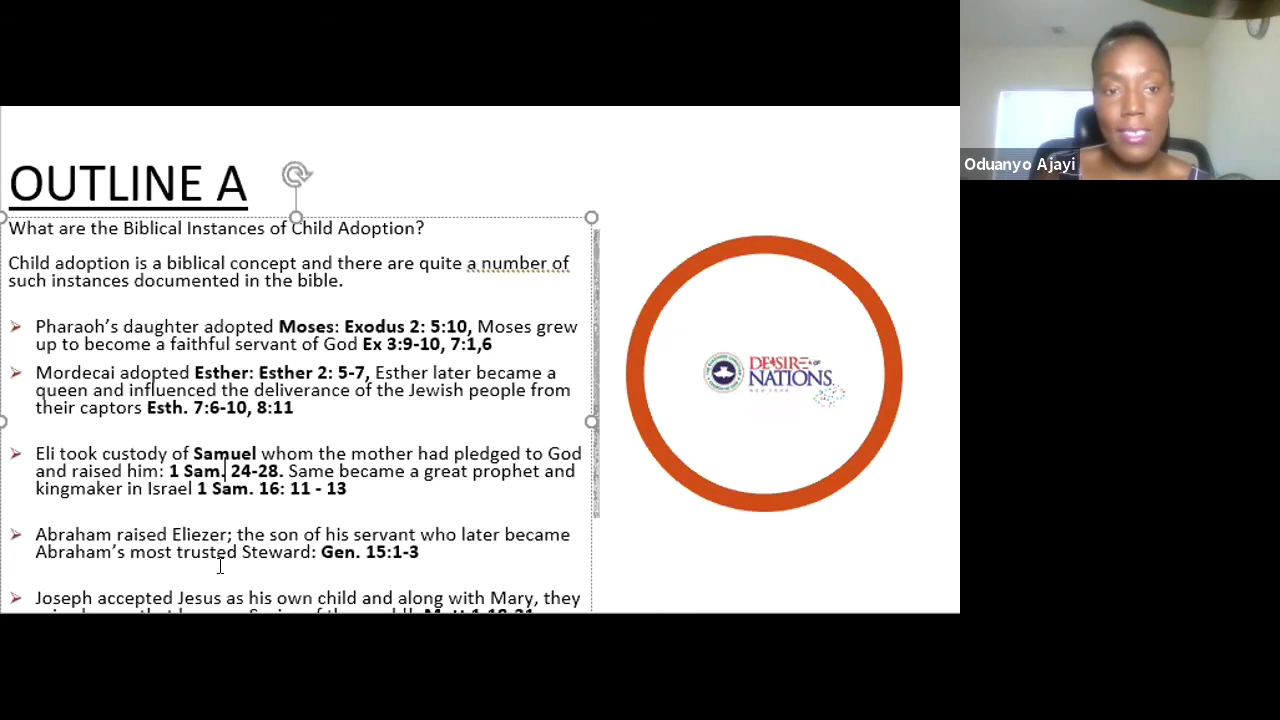 Oduanyo Ajayi
OUTLINE A
What are the Biblical Instances of Child Adoption?
Child adoption is a biblical concept and there are quite a number of
such instances documented in the bible.
Pharaoh’s daughter adopted Moses: Exodus 2: 5:10, Moses grew
up to become a faithful servant of God Ex 3:9-10, 7:1,6
Mordecai adopted Esther: Esther 2: 5-7, Esther later became a
queen and influenced the deliverance of the Jewish people from
their captors Esth. 7:6-10, 8:11
Eli took custody of Samuel whom the mother had pledged to God
and raised him: 1 Sam. 24-28. Same became a great prophet and
kingmaker in Israel 1 Sam. 16: 11 - 13
Abraham raised Eliezer; the son of his servant who later became
Abraham’s most trusted Steward: Gen. 15:1-3
Joseph accepted Jesus as his own child and along with Mary, they
DESIRE OF
NATIONS
NEW YORK